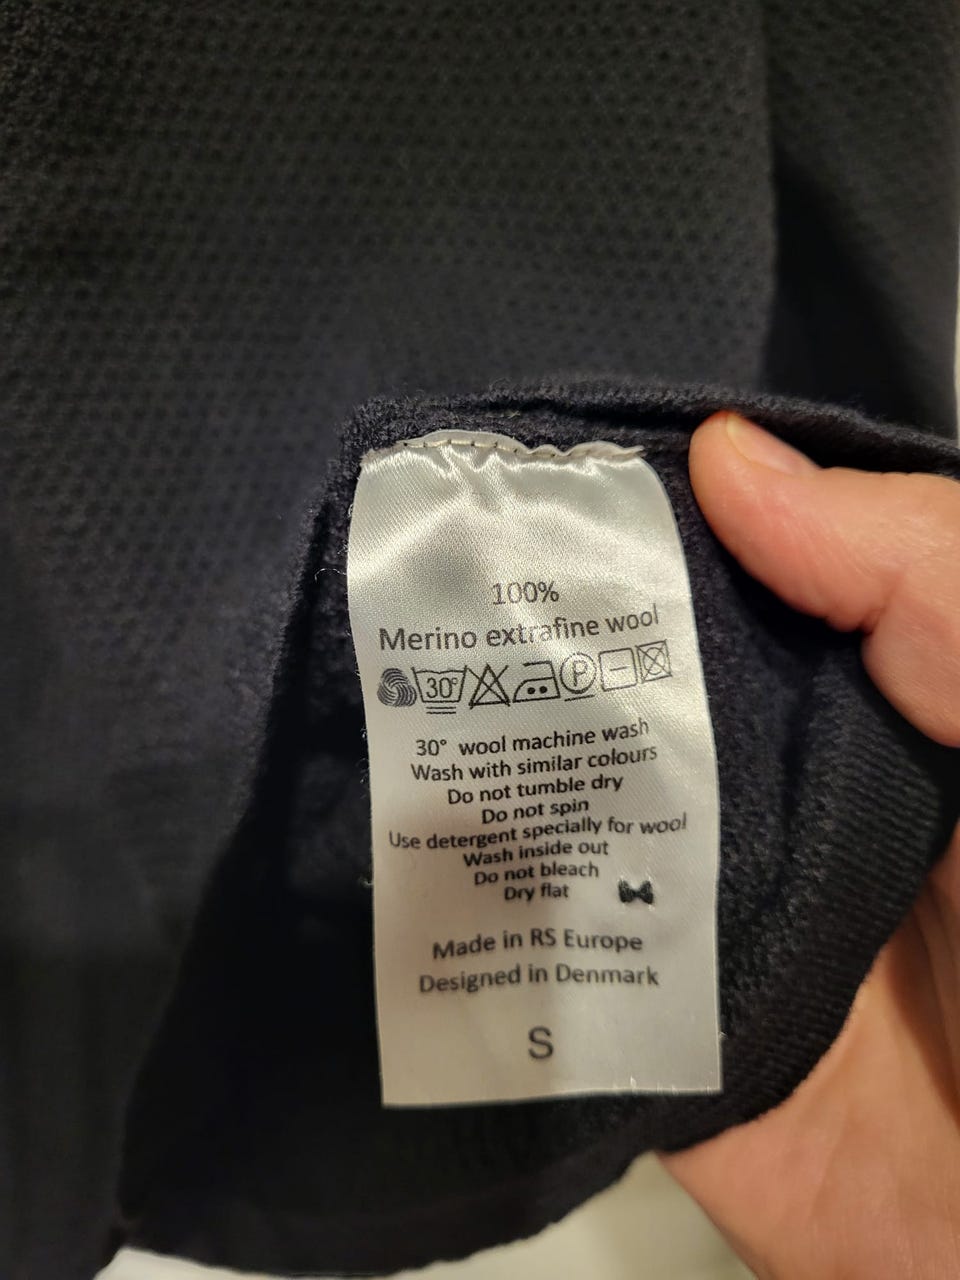 100%
Merino extrafine wool
30° P
30° wool machine wash
Wash with similar colours
Do not tumble dry
Do not spin
Use detergent specially for wool
Wash inside out
Do not bleach
Dry flat
Made in RS Europe
Designed in Denmark
S